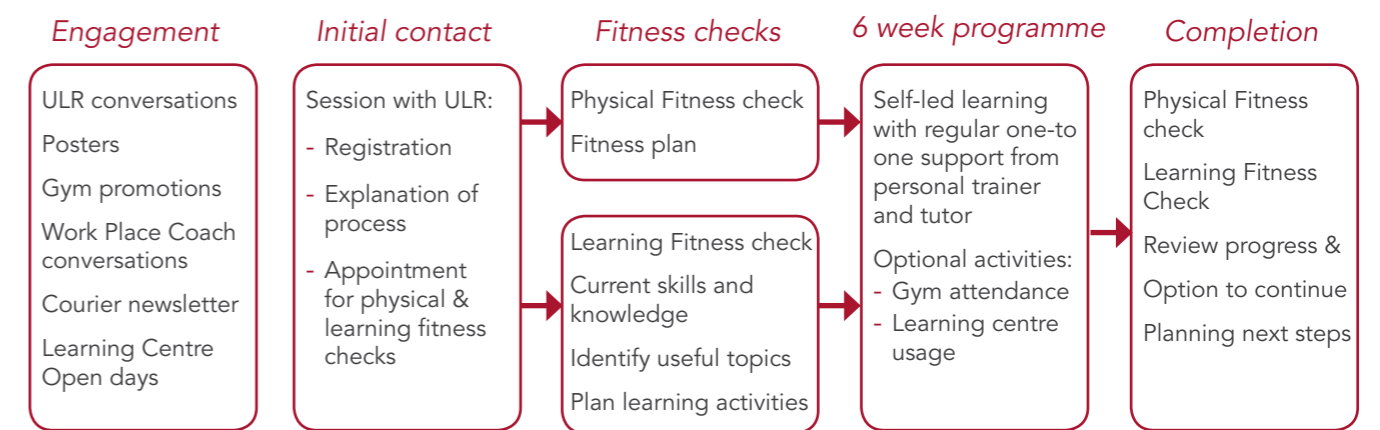 Engagement
ULR conversations
Posters
Gym promotions
Work Place Coach
conversations
Courier newsletter
Learning Centre
Open days
Initial contact
Session with ULR:
- Registration
- Explanation of
process
- Appointment
for physical &
learning fitness
checks
Fitness checks
Physical Fitness check
Fitness plan
Learning Fitness check
Current skills and
knowledge
Identify useful topics
Plan learning activities
6 week programme
Self-led learning
with regular one-to
one support from
personal trainer
and tutor
Optional activities:
- Gym attendance
- Learning centre
usage
Completion
Physical Fitness
check
Learning Fitness
Check
Review progress &
Option to continue
Planning next steps